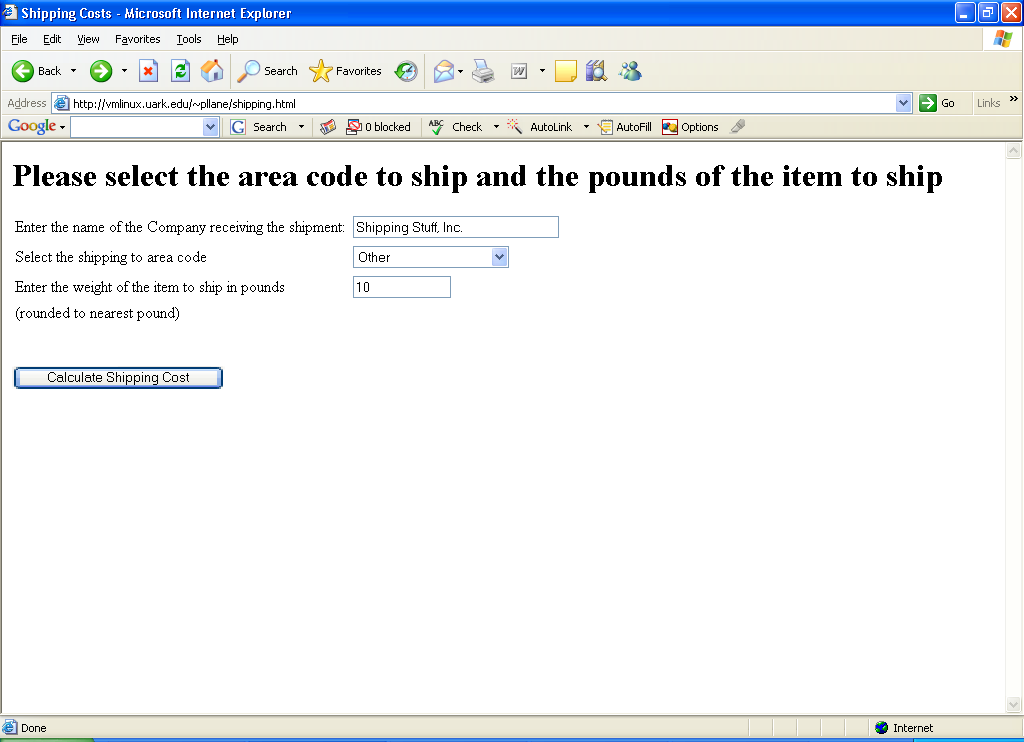 Shipping Costs - Microsoft Internet Explorer
File Edit View Favorites Tools Help
Back Search Favorites W
Address http://vmlinux.uark.edu/~pllane/shipping.html Go Links »
Google G Search 0 blocked ABC Check AutoLink AutoFill Options
Please select the area code to ship and the pounds of the item to ship
Enter the name of the Company receiving the shipment: Shipping Stuff, Inc.
Select the shipping to area code Other
Enter the weight of the item to ship in pounds 10
(rounded to nearest pound)
Calculate Shipping Cost
Done Internet